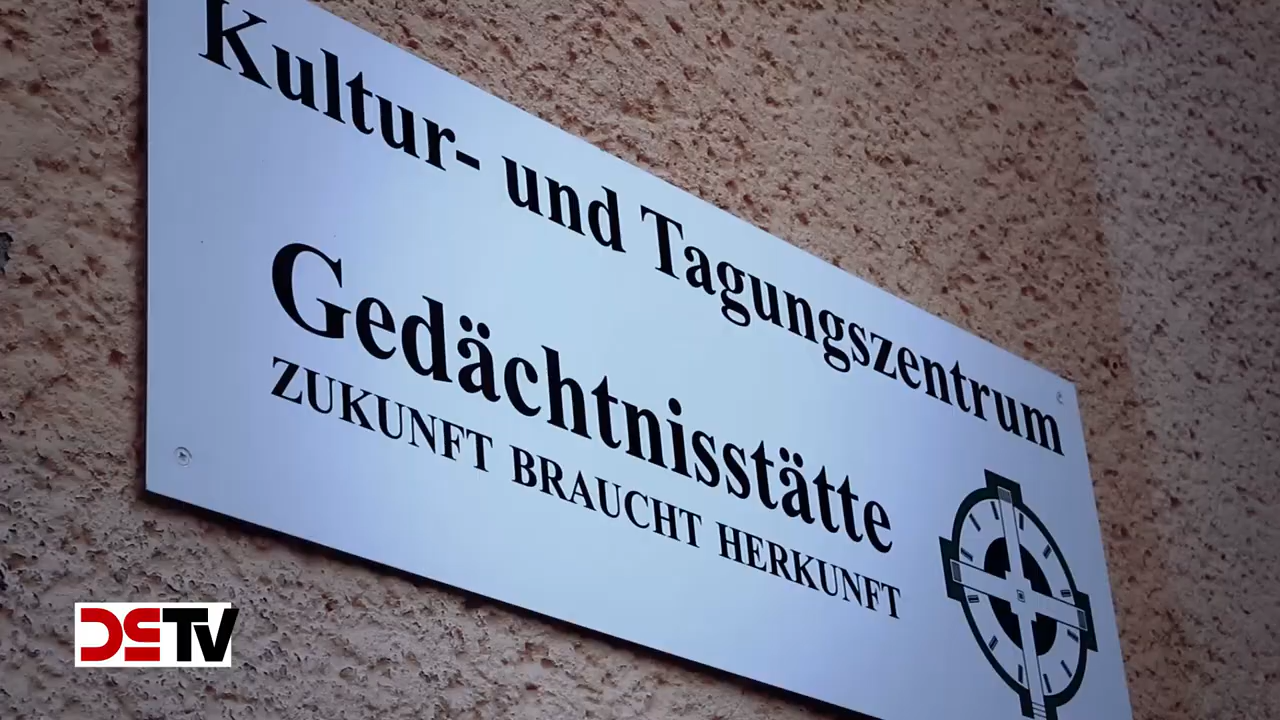 Kultur- und Tagungszentrum
Gedächtnisstätte
ZUKUNFT BRAUCHT HERKUNFT
DSTV